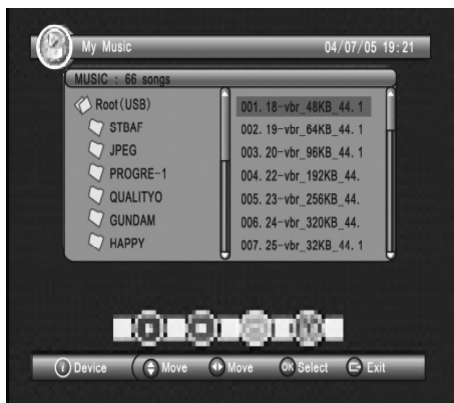 My Music 04/07/05 19:21
MUSIC : 66 songs
Root(USB)
STBAF
JPEG
PROGRE-1
QUALITYO
GUNDAM
HAPPY
001. 18-vbr_48KB_44. 1
002. 19-vbr_64KB_44. 1
003. 20-vbr_96KB_44. 1
004. 22-vbr_192KB_44.
005. 23-vbr_256KB_44.
006. 24-vbr_320KB_44.
007. 25-vbr_32KB_44. 1
i Device Move Move OK Select Exit